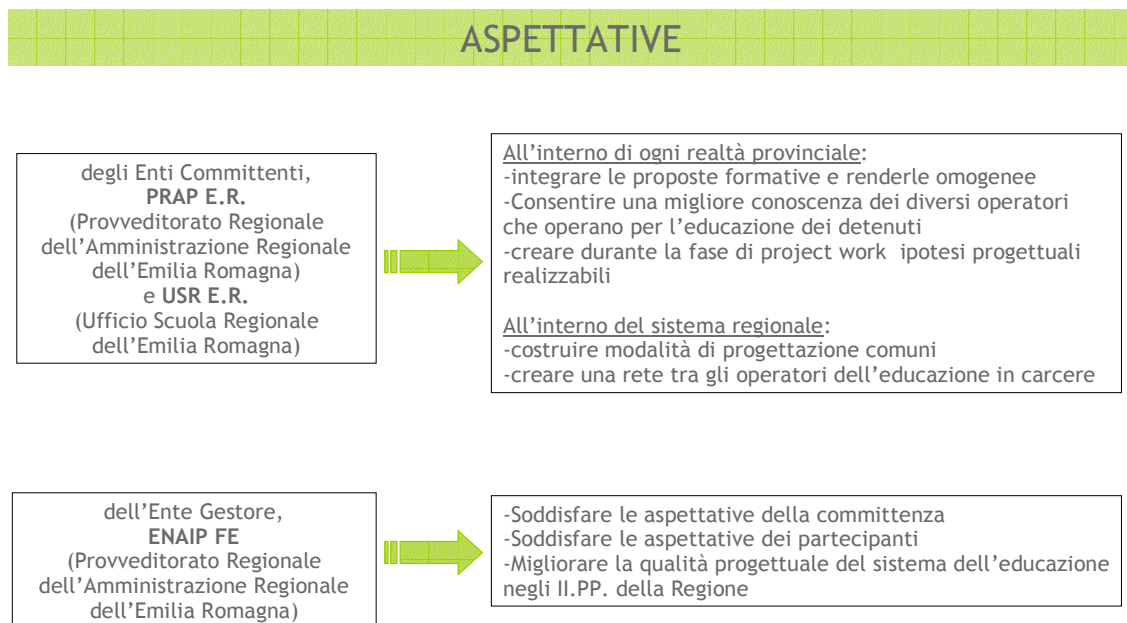 ASPETTATIVE
degli Enti Committenti,
PRAP E.R.
(Provveditorato Regionale
dell’Amministrazione Regionale
dell’Emilia Romagna)
e USR E.R.
(Ufficio Scuola Regionale
dell’Emilia Romagna)
All’interno di ogni realtà provinciale:
-integrare le proposte formative e renderle omogenee
-Consentire una migliore conoscenza dei diversi operatori
che operano per l’educazione dei detenuti
-creare durante la fase di project work ipotesi progettuali
realizzabili
All’interno del sistema regionale:
-costruire modalità di progettazione comuni
-creare una rete tra gli operatori dell’educazione in carcere
dell’Ente Gestore,
ENAIP FE
(Provveditorato Regionale
dell’Amministrazione Regionale
dell’Emilia Romagna)
-Soddisfare le aspettative della committenza
-Soddisfare le aspettative dei partecipanti
-Migliorare la qualità progettuale del sistema dell’educazione
negli II.PP. della Regione